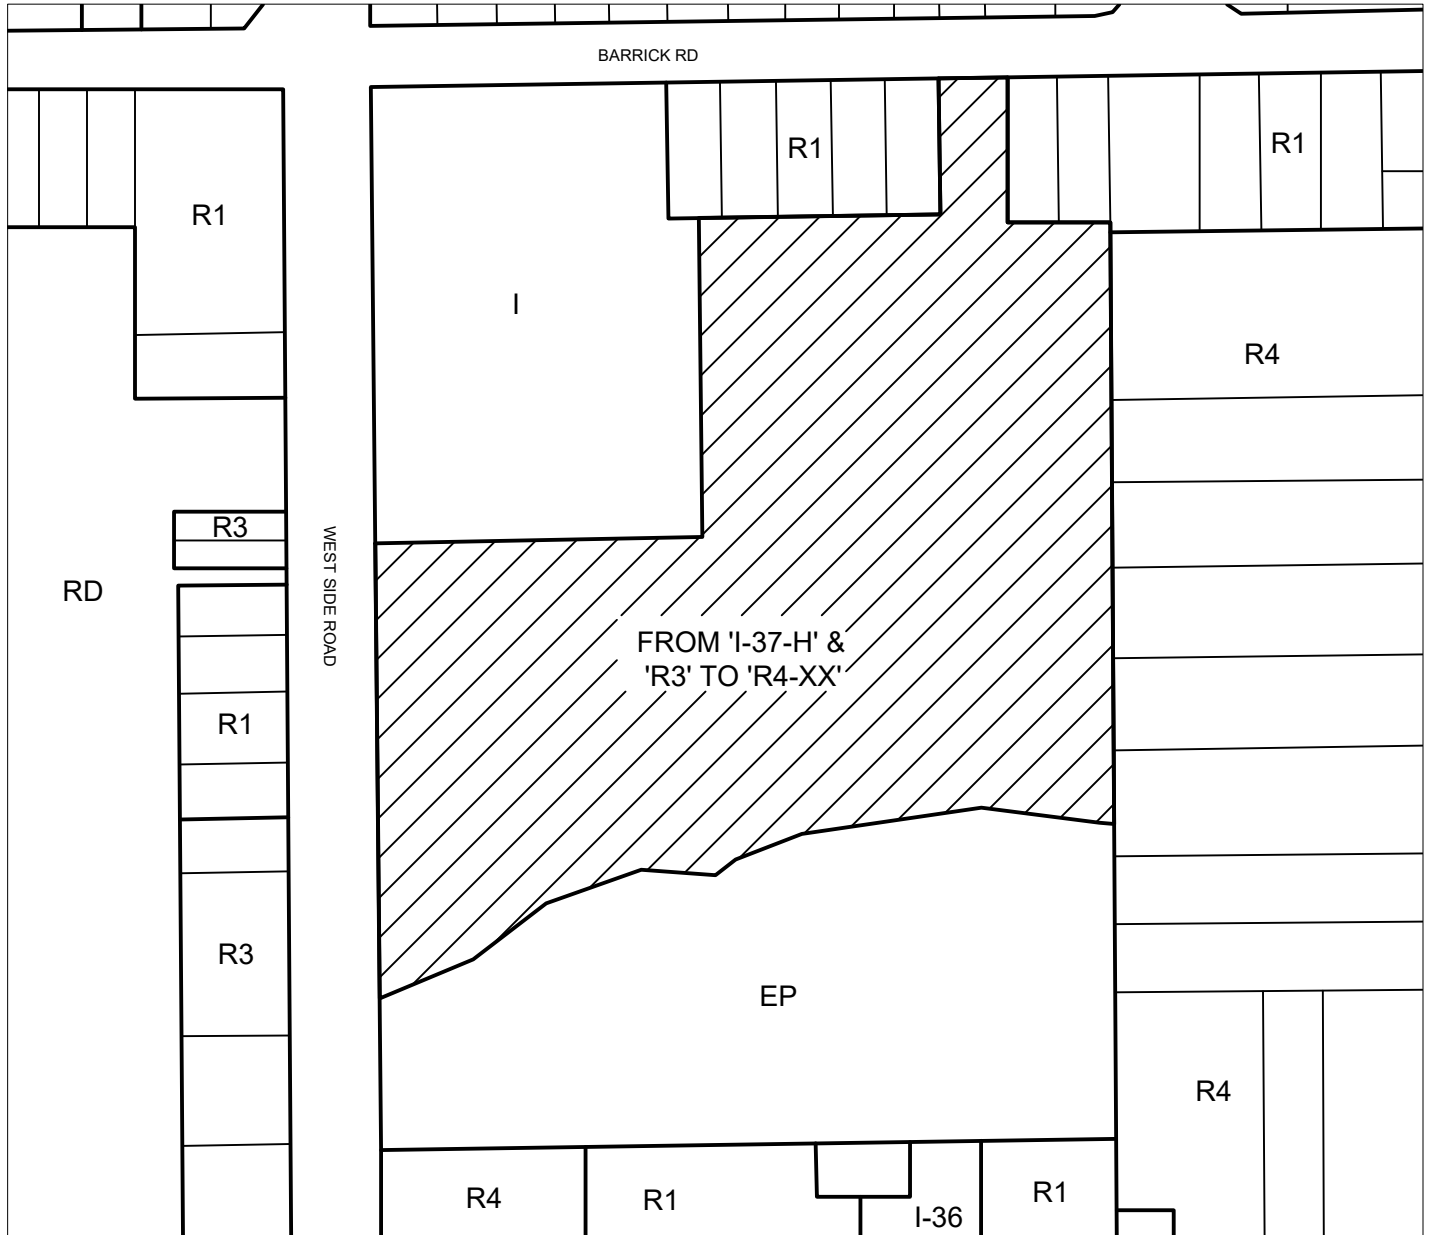 BARRICK RD
R1
R1
R1
I
R4
R3
WEST SIDE ROAD
RD
FROM 'I-37-H' &
'R3' TO 'R4-XX'
R1
R3
EP
R4
R4
R1
R1
I-36